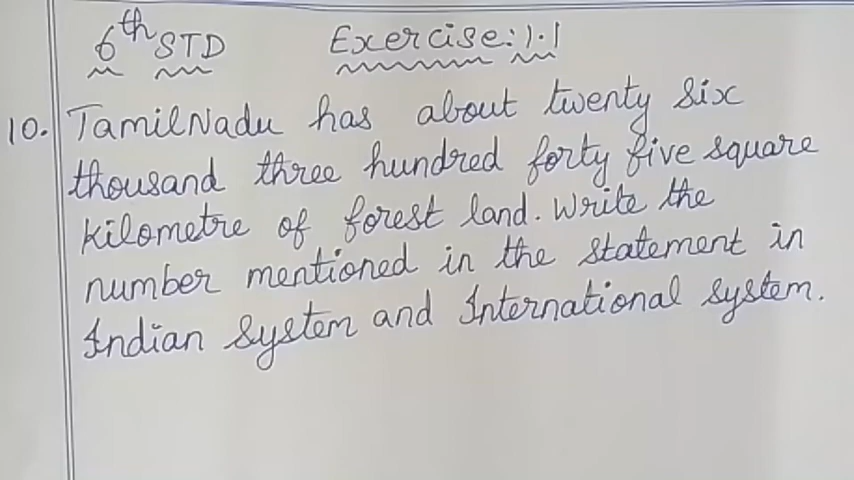 6th STD Exercise: 1.1
10. TamilNadu has about twenty six
thousand three hundred forty five square
kilometre of forest land. Write the
number mentioned in the statement in
Indian system and International system.